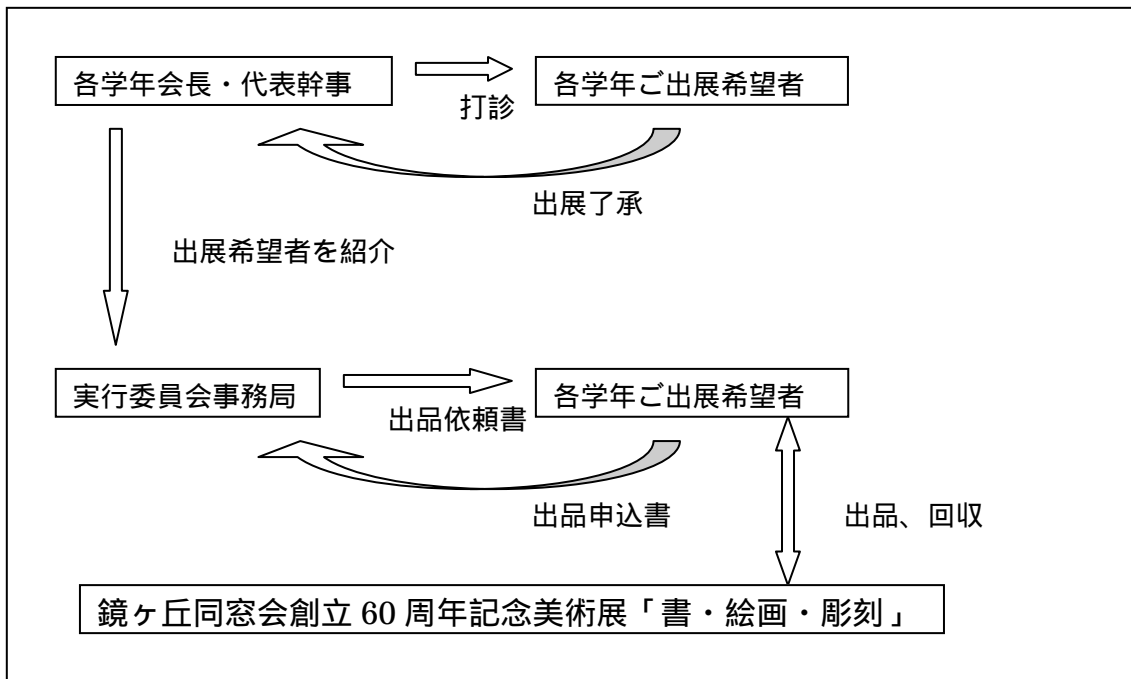 各学年会長・代表幹事
打診
各学年ご出展希望者
出展了承
出展希望者を紹介
実行委員会事務局
出品依頼書
各学年ご出展希望者
出品申込書
出品、回収
鏡ヶ丘同窓会創立 60 周年記念美術展「書・絵画・彫刻」